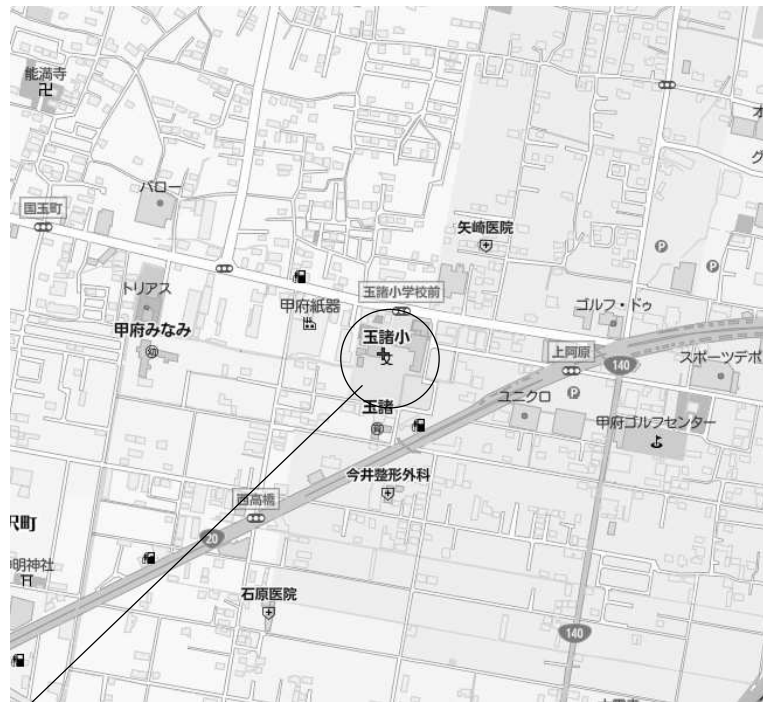 能満寺
バロー
国玉町
矢崎医院
P
P
トリアス
玉諸小学校前
甲府紙器
ゴルフ・ドゥ
甲府みなみ
幼
玉諸小
文
上阿原
140
スポーツデポ
P
ユニクロ
玉諸
甲府ゴルフセンター
今井整形外科
西高橋
沢町
20
神明神社
石原医院
140